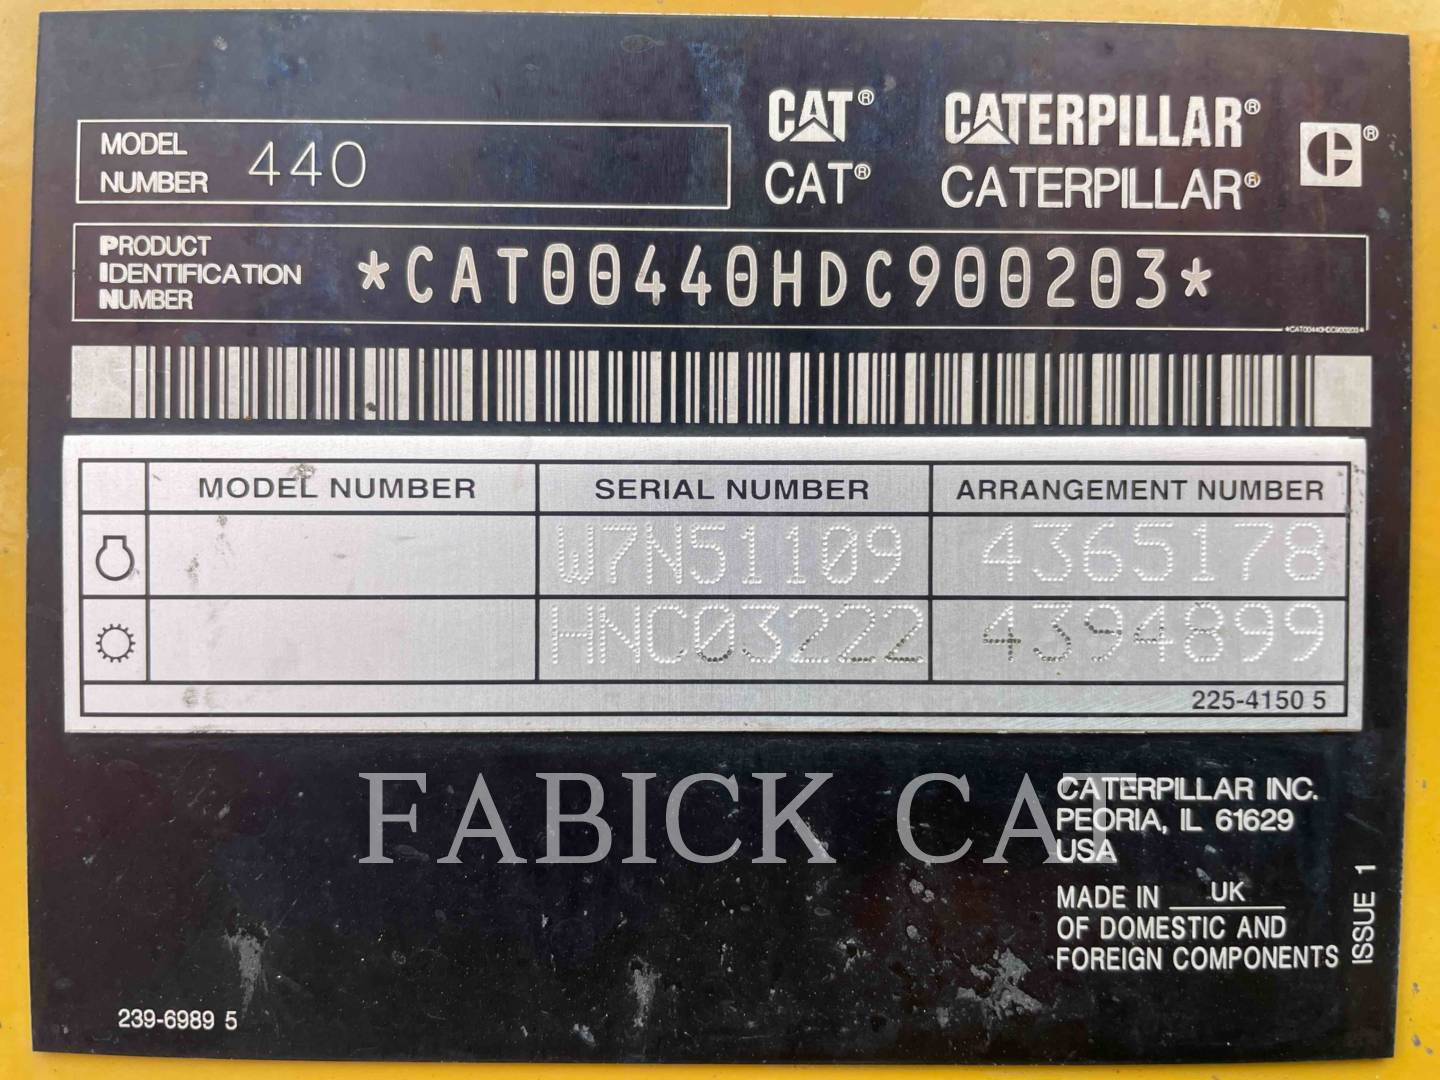 MODEL NUMBER 440
CAT® CATERPILLAR®
CAT® CATERPILLAR®
PRODUCT IDENTIFICATION NUMBER *CAT00440HDC900203*
*CAT00440HDC900203*
MODEL NUMBER SERIAL NUMBER ARRANGEMENT NUMBER
W7N51109 4365178
HNC03222 4394899
225-4150 5
FABICK CAT
CATERPILLAR INC.
PEORIA, IL 61629
USA
MADE IN UK
OF DOMESTIC AND
FOREIGN COMPONENTS
ISSUE 1
239-6989 5